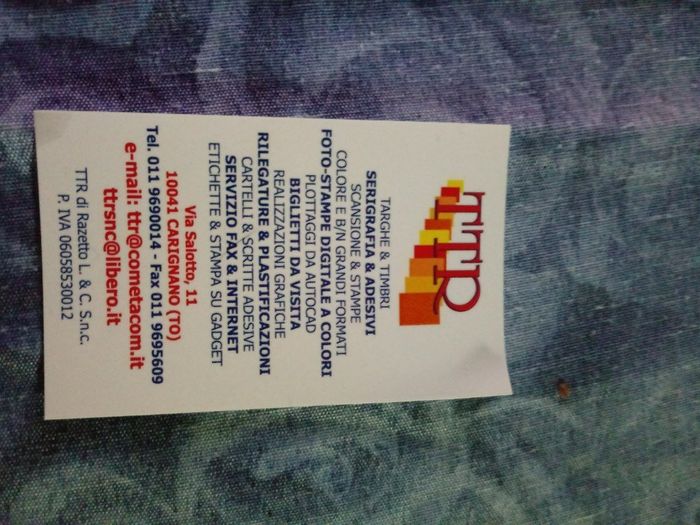 TTR
TARGHE & TIMBRI
SERIGRAFIA & ADESIVI
SCANSIONE & STAMPE
COLORE E B/N GRANDI FORMATI
FOTO-STAMPE DIGITALE A COLORI
PLOTTAGGI DA AUTOCAD
BIGLIETTI DA VISITA
REALIZZAZIONI GRAFICHE
RILEGATURE & PLASTIFICAZIONI
CARTELLI & SCRITTE ADESIVE
SERVIZIO FAX & INTERNET
ETICHETTE & STAMPA SU GADGET
Via Salotto, 11
10041 CARIGNANO (TO)
Tel. 011 9690014 - Fax 011 9695609
e-mail: ttr@cometacom.it
ttrsnc@libero.it
TTR di Razetto L. & C. S.n.c.
P. IVA 06058530012